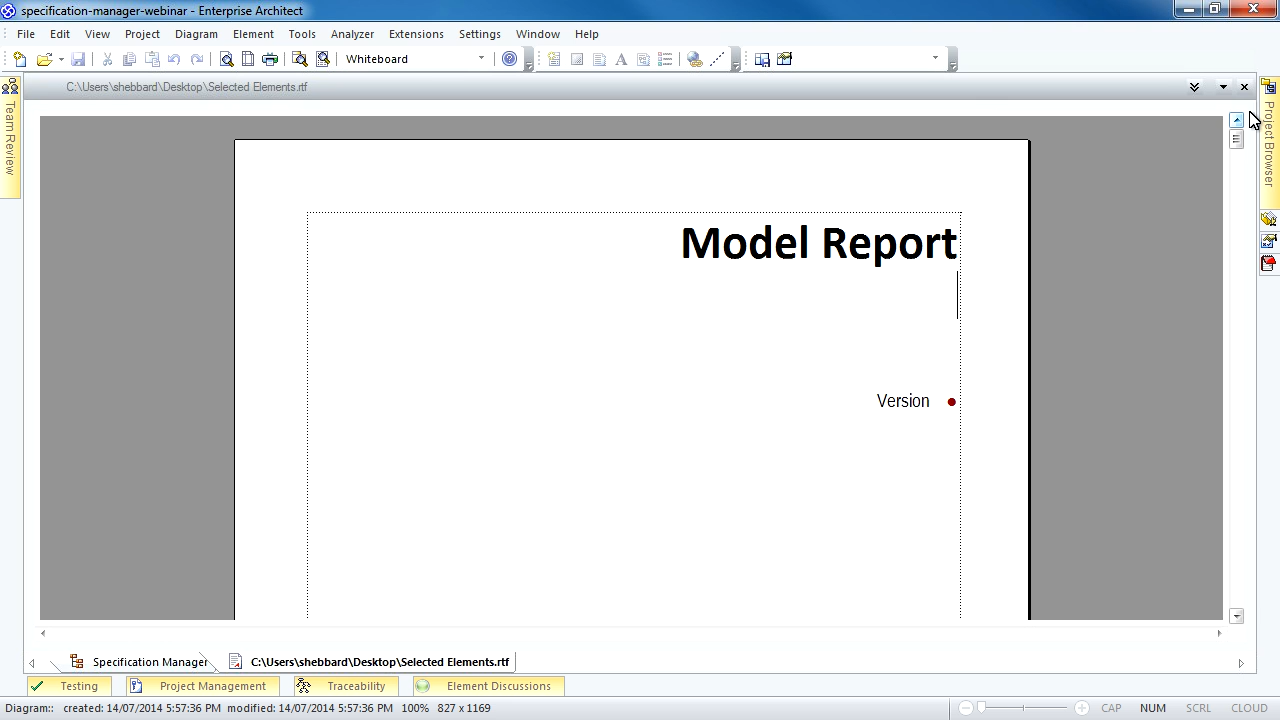 specification-manager-webinar - Enterprise Architect
File Edit View Project Diagram Element Tools Analyzer Extensions Settings Window Help
Whiteboard
C:\Users\shebbard\Desktop\Selected Elements.rtf
Team Review
Project Browser
Model Report
Version
Specification Manager C:\Users\shebbard\Desktop\Selected Elements.rtf
Testing Project Management Traceability Element Discussions
Diagram:: created: 14/07/2014 5:57:36 PM modified: 14/07/2014 5:57:36 PM 100% 827 x 1169 CAP NUM SCRL CLOUD